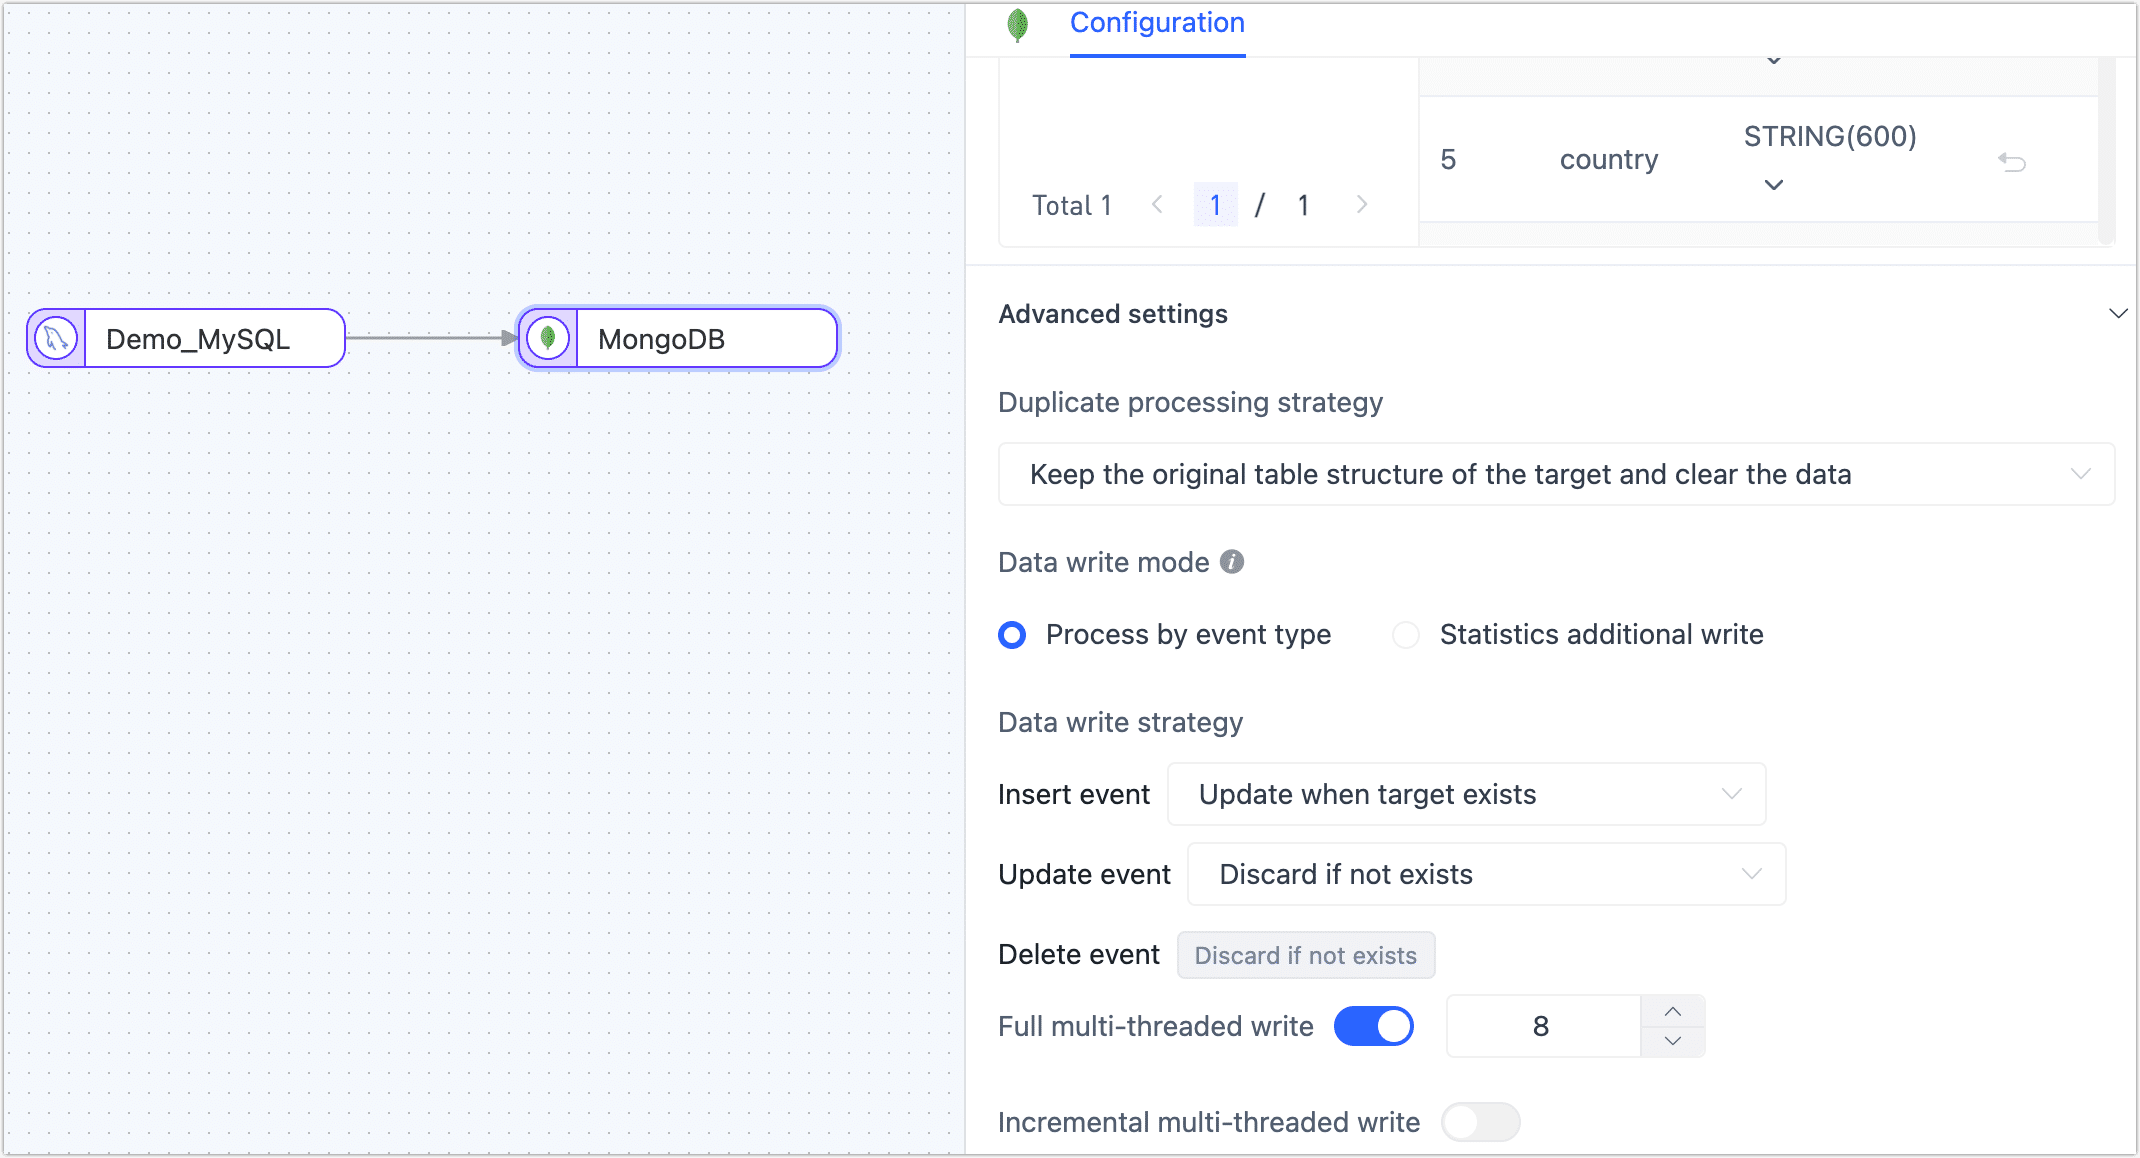 Configuration
STRING(600)
5 country
Total 1 1 / 1
Advanced settings
Demo_MySQL
MongoDB
Duplicate processing strategy
Keep the original table structure of the target and clear the data
Data write mode
Process by event type Statistics additional write
Data write strategy
Insert event Update when target exists
Update event Discard if not exists
Delete event Discard if not exists
Full multi-threaded write 8
Incremental multi-threaded write